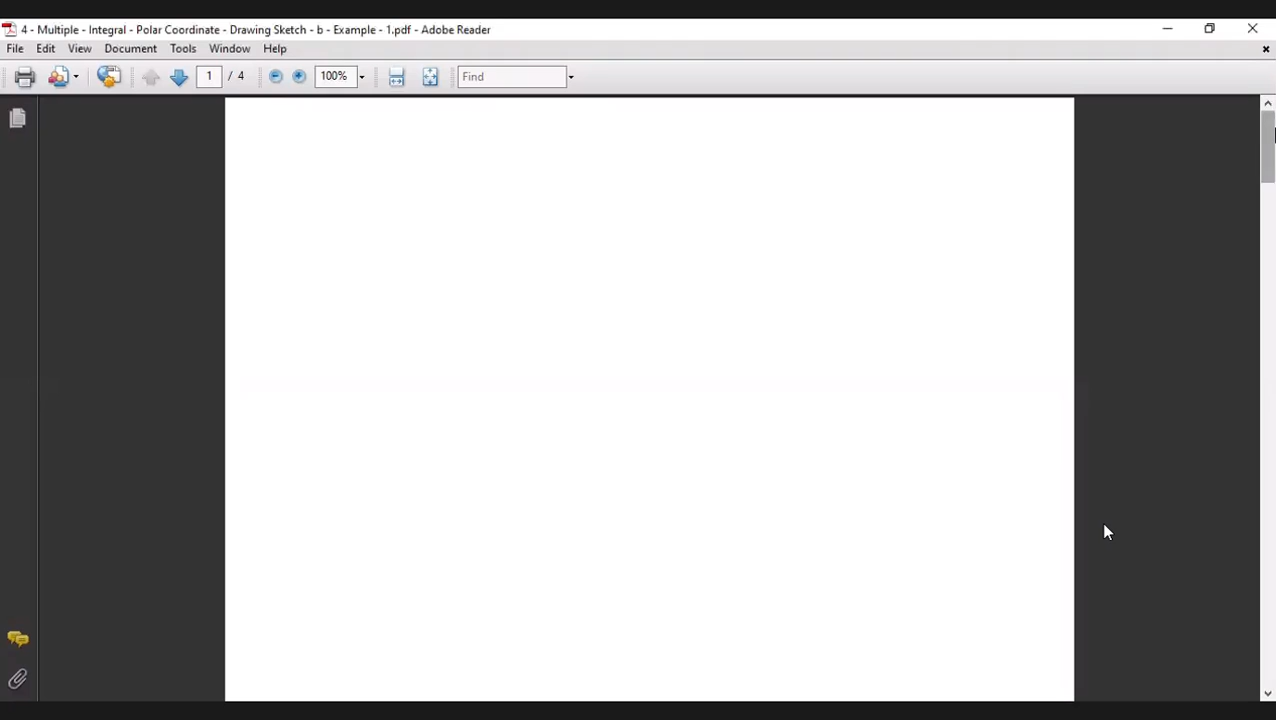 4 - Multiple - Integral - Polar Coordinate - Drawing Sketch - b - Example - 1.pdf - Adobe Reader
File Edit View Document Tools Window Help
1 / 4 100% Find